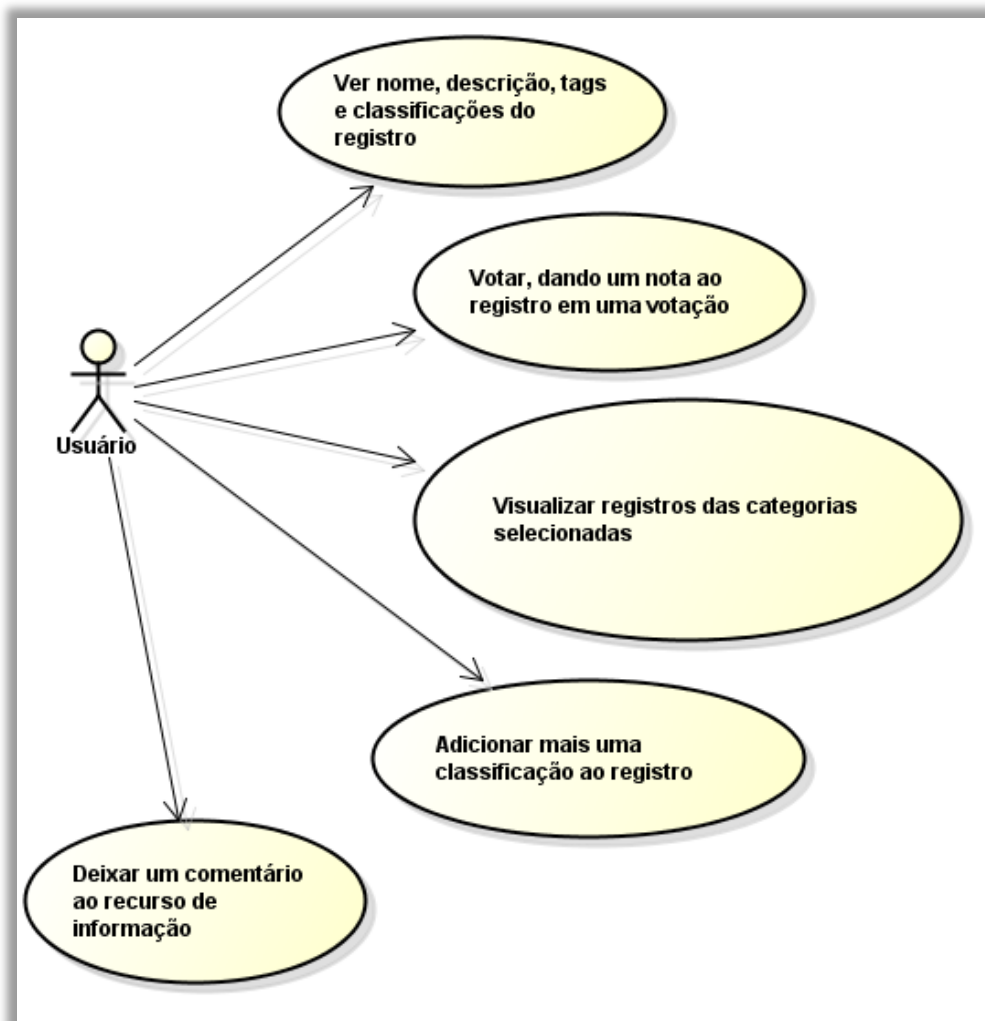 Ver nome, descrição, tags
e classificações do
registro
Votar, dando um nota ao
registro em uma votação
Usuário
Visualizar registros das categorias
selecionadas
Adicionar mais uma
classificação ao registro
Deixar um comentário
ao recurso de
informação